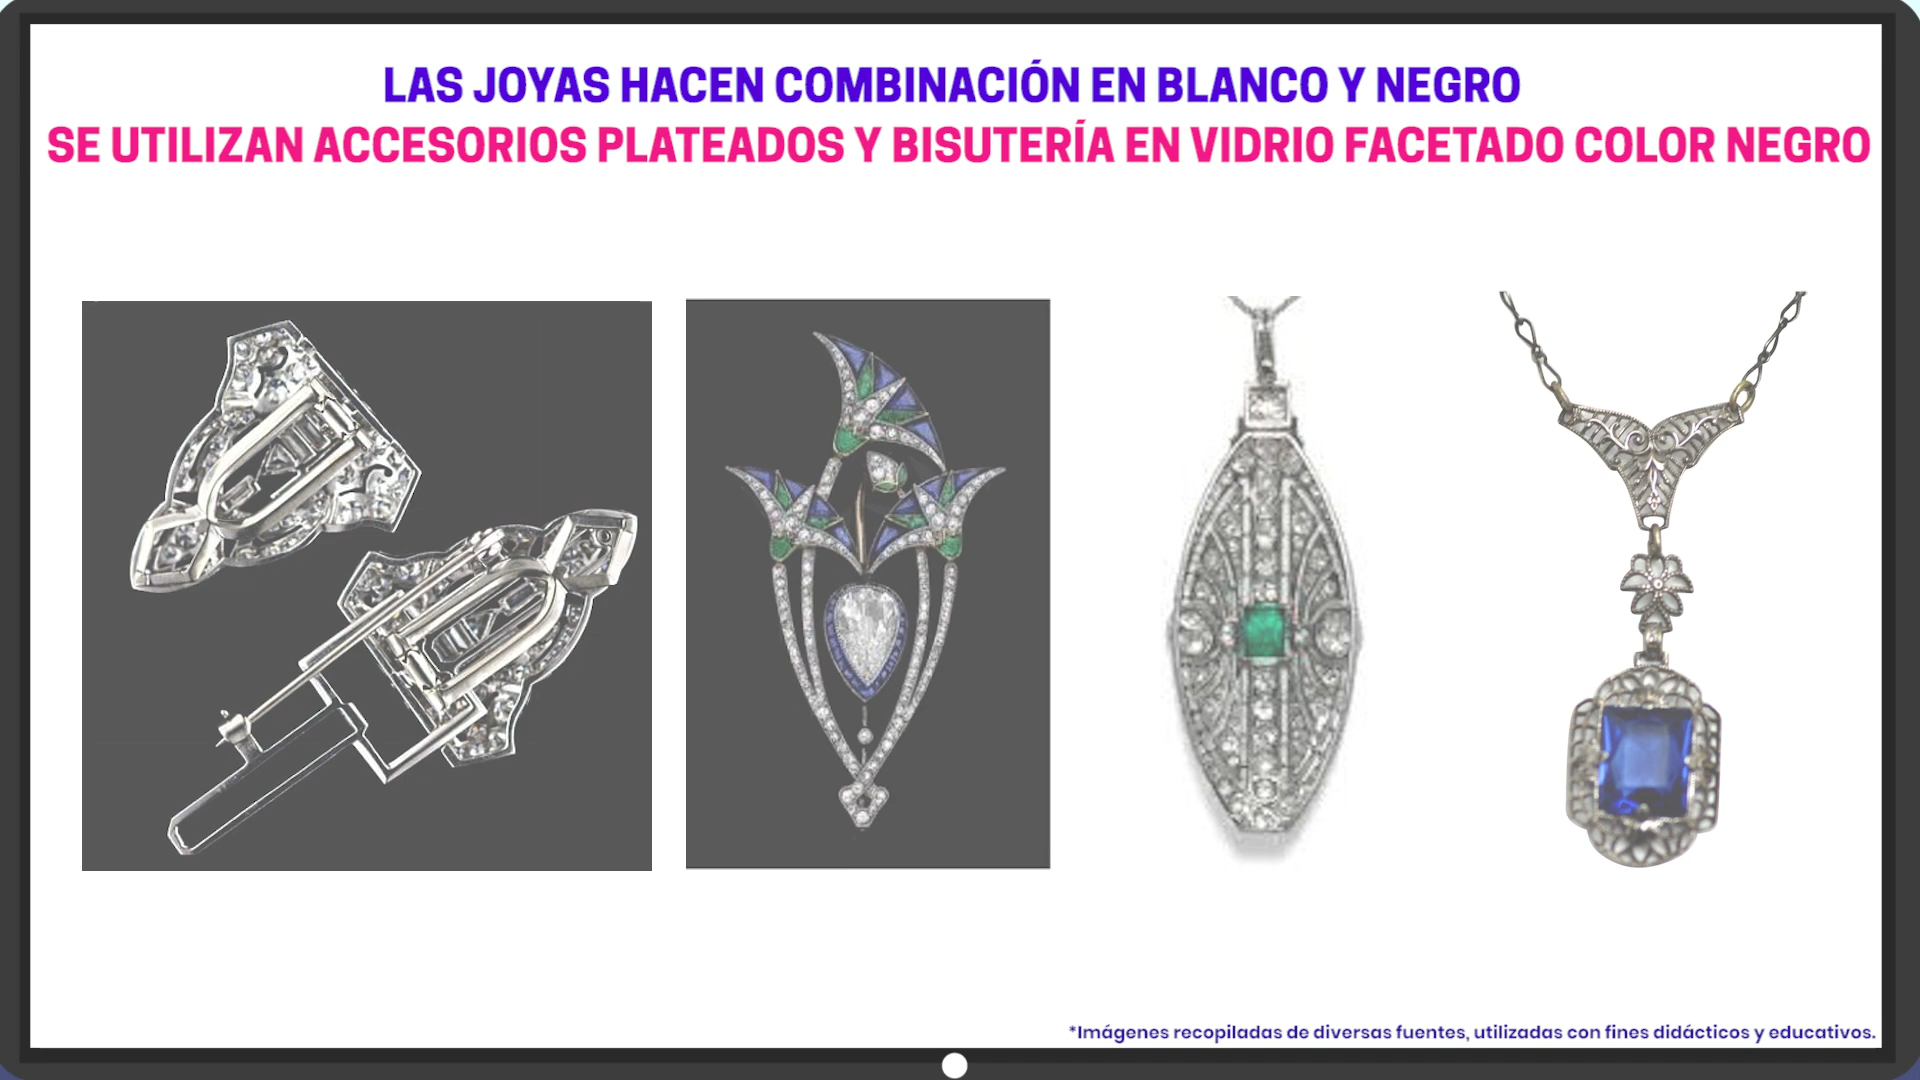 LAS JOYAS HACEN COMBINACIÓN EN BLANCO Y NEGRO
SE UTILIZAN ACCESORIOS PLATEADOS Y BISUTERÍA EN VIDRIO FACETADO COLOR NEGRO
*Imágenes recopiladas de diversas fuentes, utilizadas con fines didácticos y educativos.